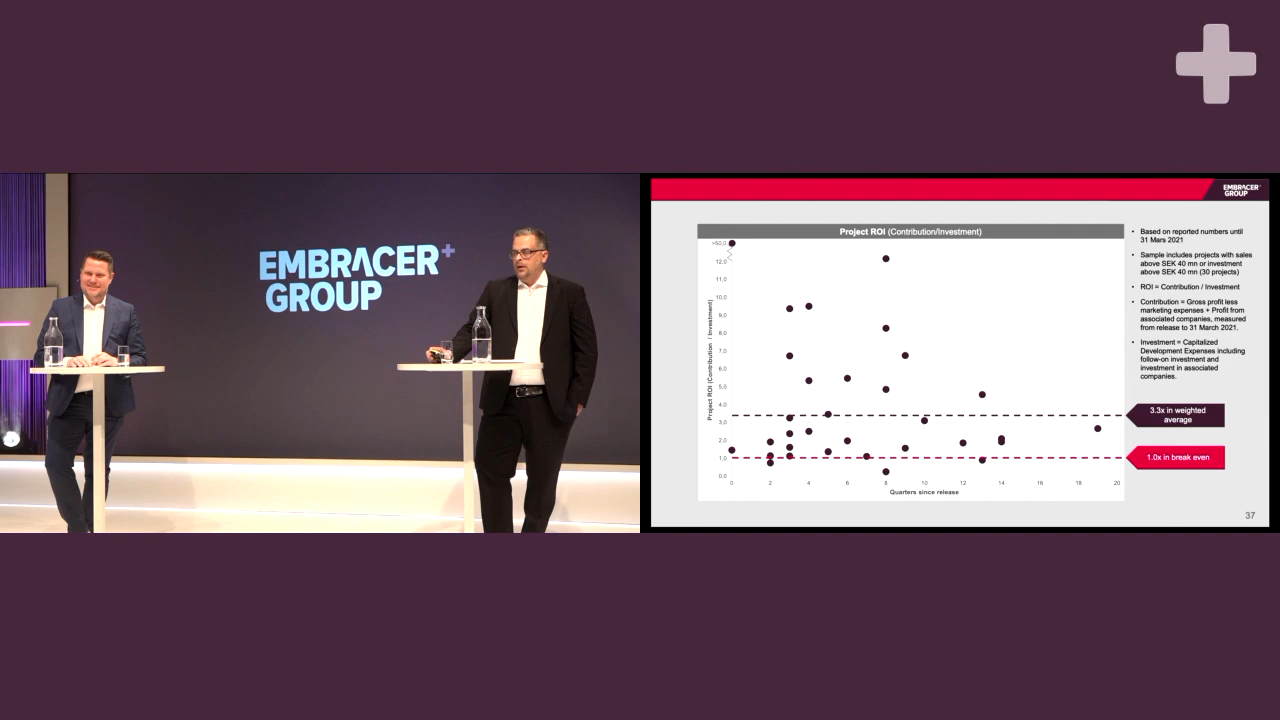 EMBRACER+
GROUP
EMBRACER+
GROUP
Project ROI (Contribution/Investment)
Project ROI (Contribution / Investment)
>50,0
12,0
11,0
10,0
9,0
8,0
7,0
6,0
5,0
4,0
3,0
2,0
1,0
0,0
0 2 4 6 8 10 12 14 16 18 20
Quarters since release
• Based on reported numbers until
31 Mars 2021
• Sample includes projects with sales
above SEK 40 mn or investment
above SEK 40 mn (30 projects)
• ROI = Contribution / Investment
• Contribution = Gross profit less
marketing expenses + Profit from
associated companies, measured
from release to 31 March 2021.
• Investment = Capitalized
Development Expenses including
follow-on investment and
investment in associated
companies.
3.3x in weighted
average
1.0x in break even
37